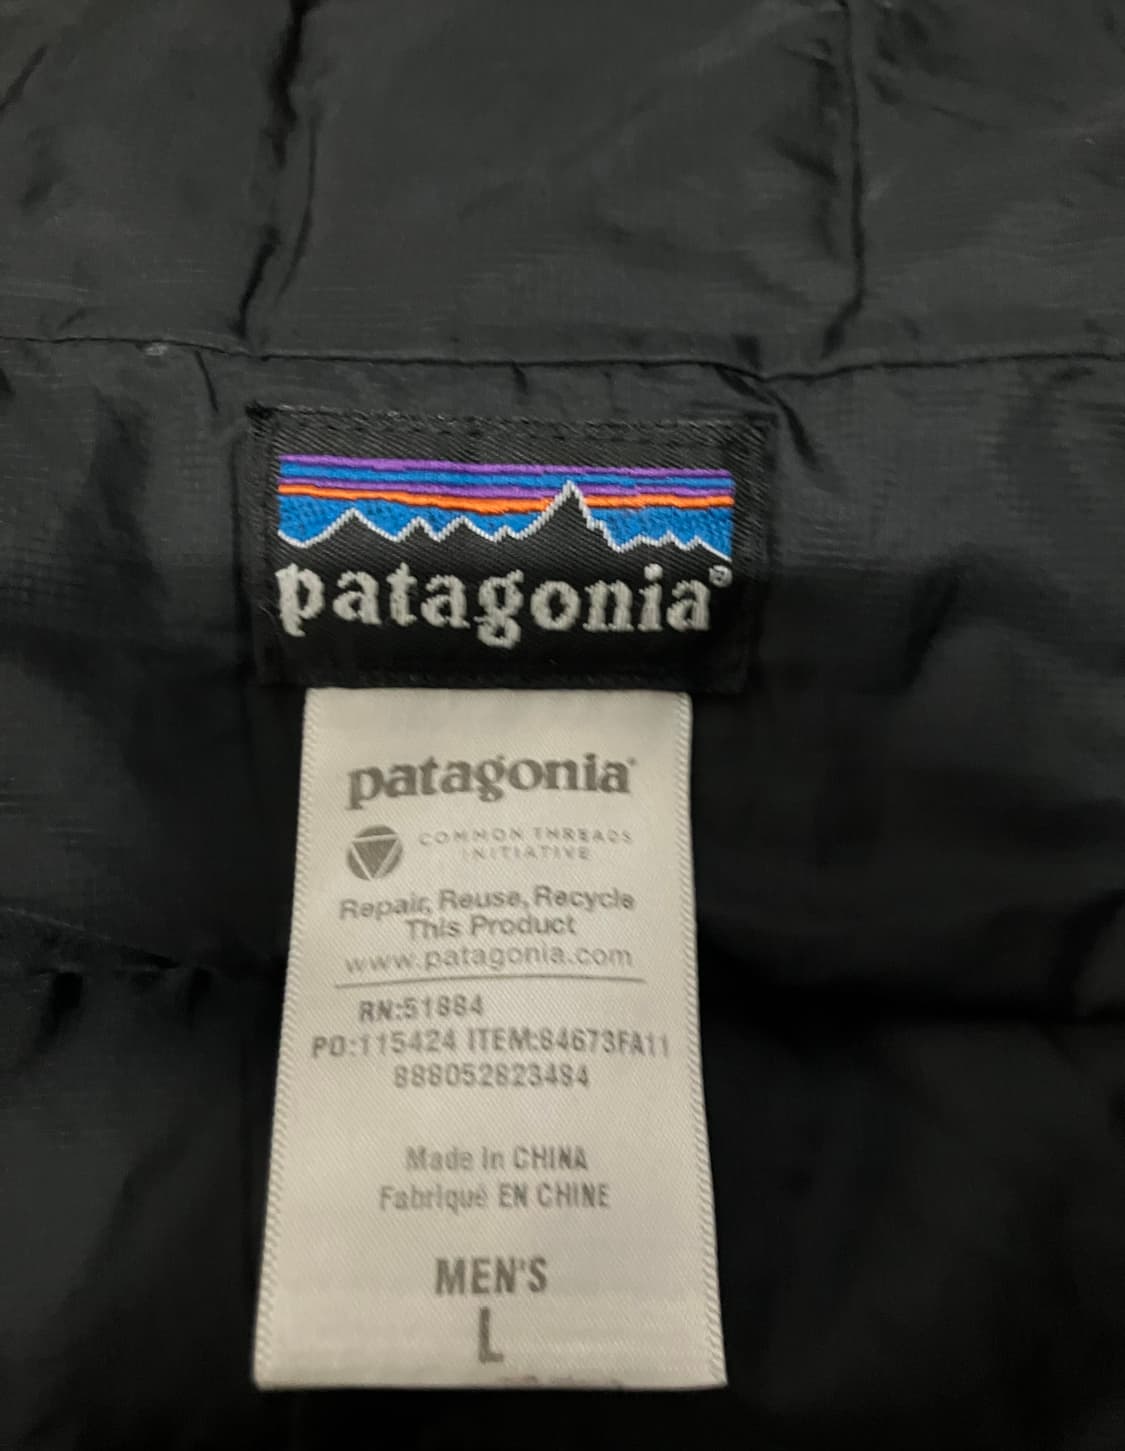 patagonia®
patagonia®
COMMON THREADS
INITIATIVE
Repair, Reuse, Recycle
This Product
www.patagonia.com
RN:51884
PO:115424 ITEM:84673FA11
888052823484
Made in CHINA
Fabriqué EN CHINE
MEN'S
L